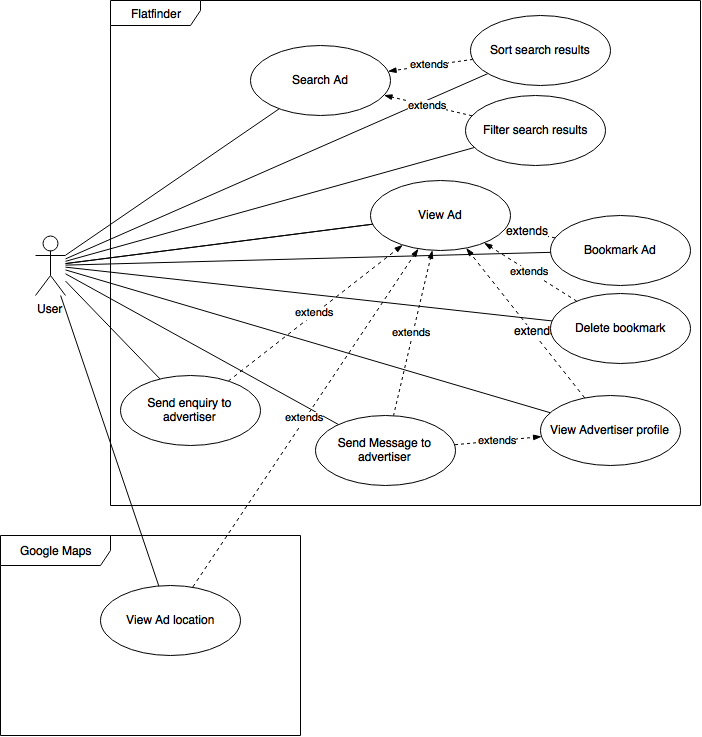 Flatfinder
Sort search results
extends
Search Ad
extends
Filter search results
View Ad
extends
Bookmark Ad
extends
User
extends
Delete bookmark
extends
extend
Send enquiry to
advertiser
extends
View Advertiser profile
Send Message to
advertiser
extends
Google Maps
View Ad location